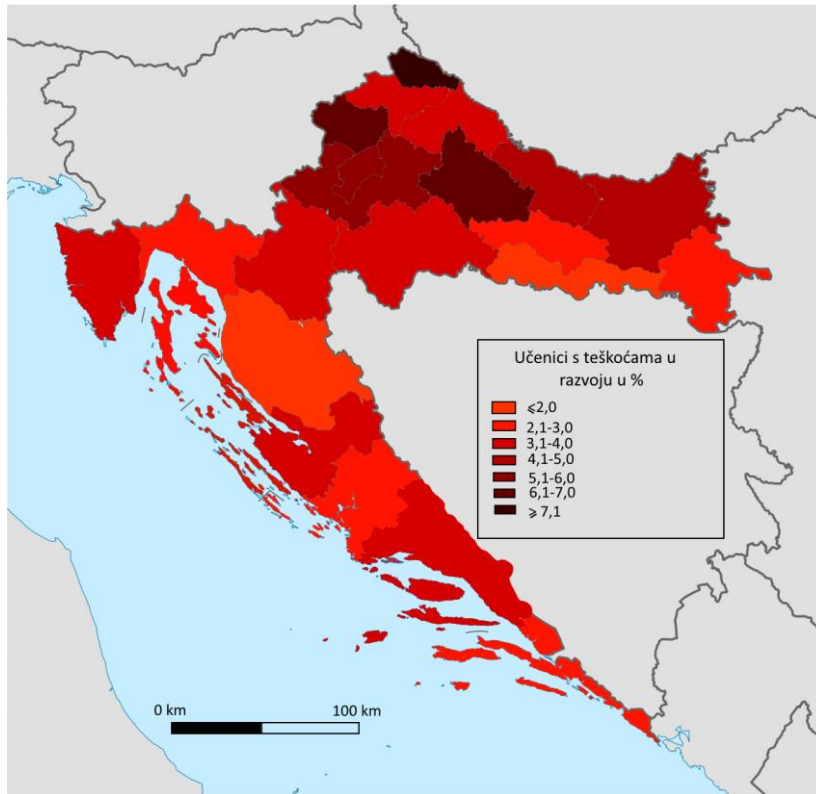 Učenici s teškoćama u
razvoju u %
⩽2,0
2,1-3,0
3,1-4,0
4,1-5,0
5,1-6,0
6,1-7,0
⩾7,1
0 km
100 km